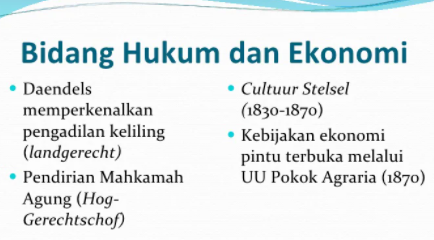 Bidang Hukum dan Ekonomi
• Daendels
memperkenalkan
pengadilan keliling
(landgerecht)
• Pendirian Mahkamah
Agung (Hog-
Gerechtschof)
• Cultuur Stelsel
(1830-1870)
• Kebijakan ekonomi
pintu terbuka melalui
UU Pokok Agraria (1870)